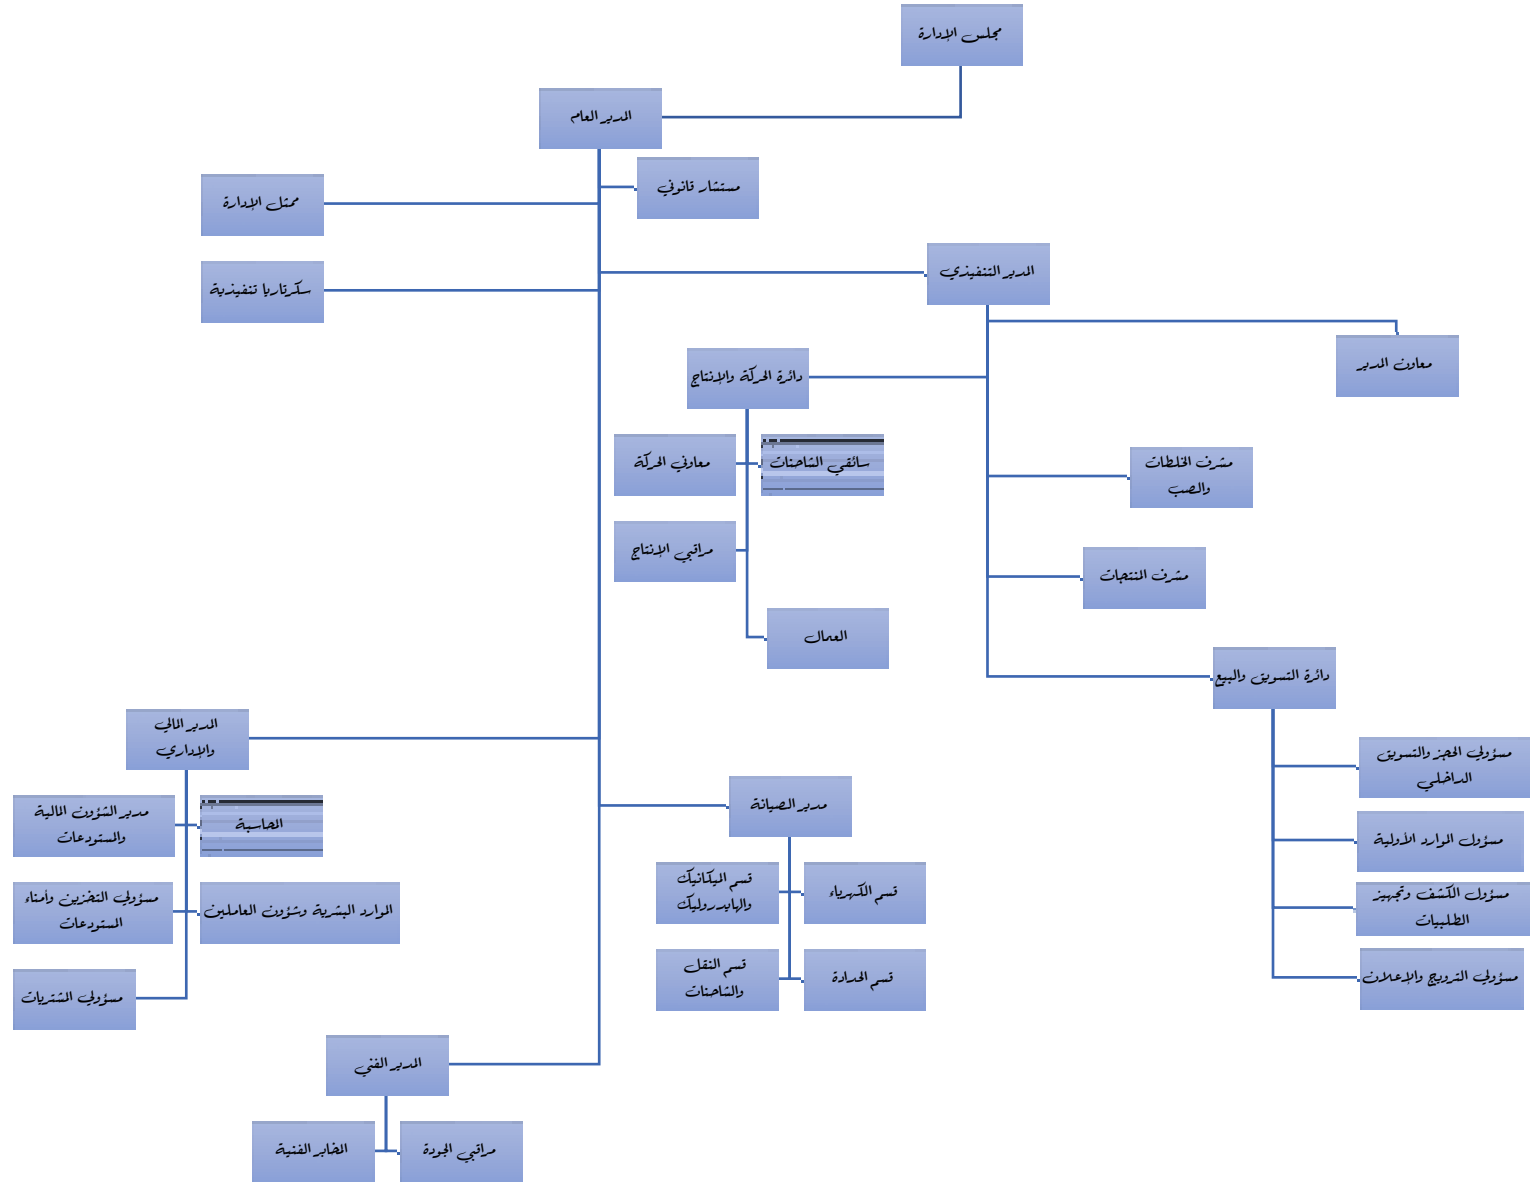 مجلس الإدارة
المدير العام
مستشار قانوني
ممثل الإدارة
المدير التنفيذي
سكرتاريا تنفيذية
معاون المدير
دائرة الحركة والإنتاج
سائقي الشاحنات
معاوني الحركة
مشرف الخلطات
والصب
مراقبي الإنتاج
مشرف المنتجات
العمال
دائرة التسويق والبيع
المدير المالي
والإداري
مسؤولي الحجز والتسويق
الداخلي
مدير الصيانة
مسؤول الموارد الأولية
المحاسبة
مدير الشؤون المالية
والمستودعات
قسم الكهرباء
قسم الميكانيك
والهايدروليك
مسؤول الكشف وتجهيز
الطلبيات
الموارد البشرية وشؤون العاملين
مسؤولي التخزين وأمناء
المستودعات
مسؤولي الترويج والإعلان
قسم الحدادة
قسم النقل
والشاحنات
مسؤولي المشتريات
المدير الفني
مراقبي الجودة
المخابر الفنية